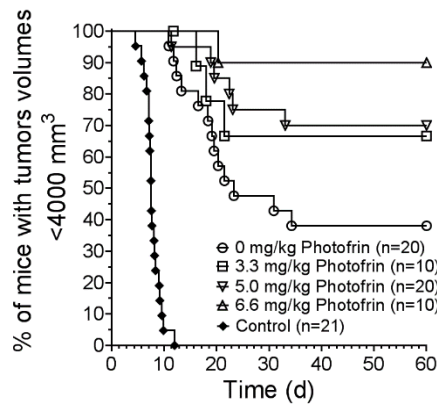 % of mice with tumors volumes
<4000 mm³
100
90
80
70
60
50
40
30
20
10
0
0 mg/kg Photofrin (n=20)
3.3 mg/kg Photofrin (n=10)
5.0 mg/kg Photofrin (n=20)
6.6 mg/kg Photofrin (n=10)
Control (n=21)
0 10 20 30 40 50 60
Time (d)